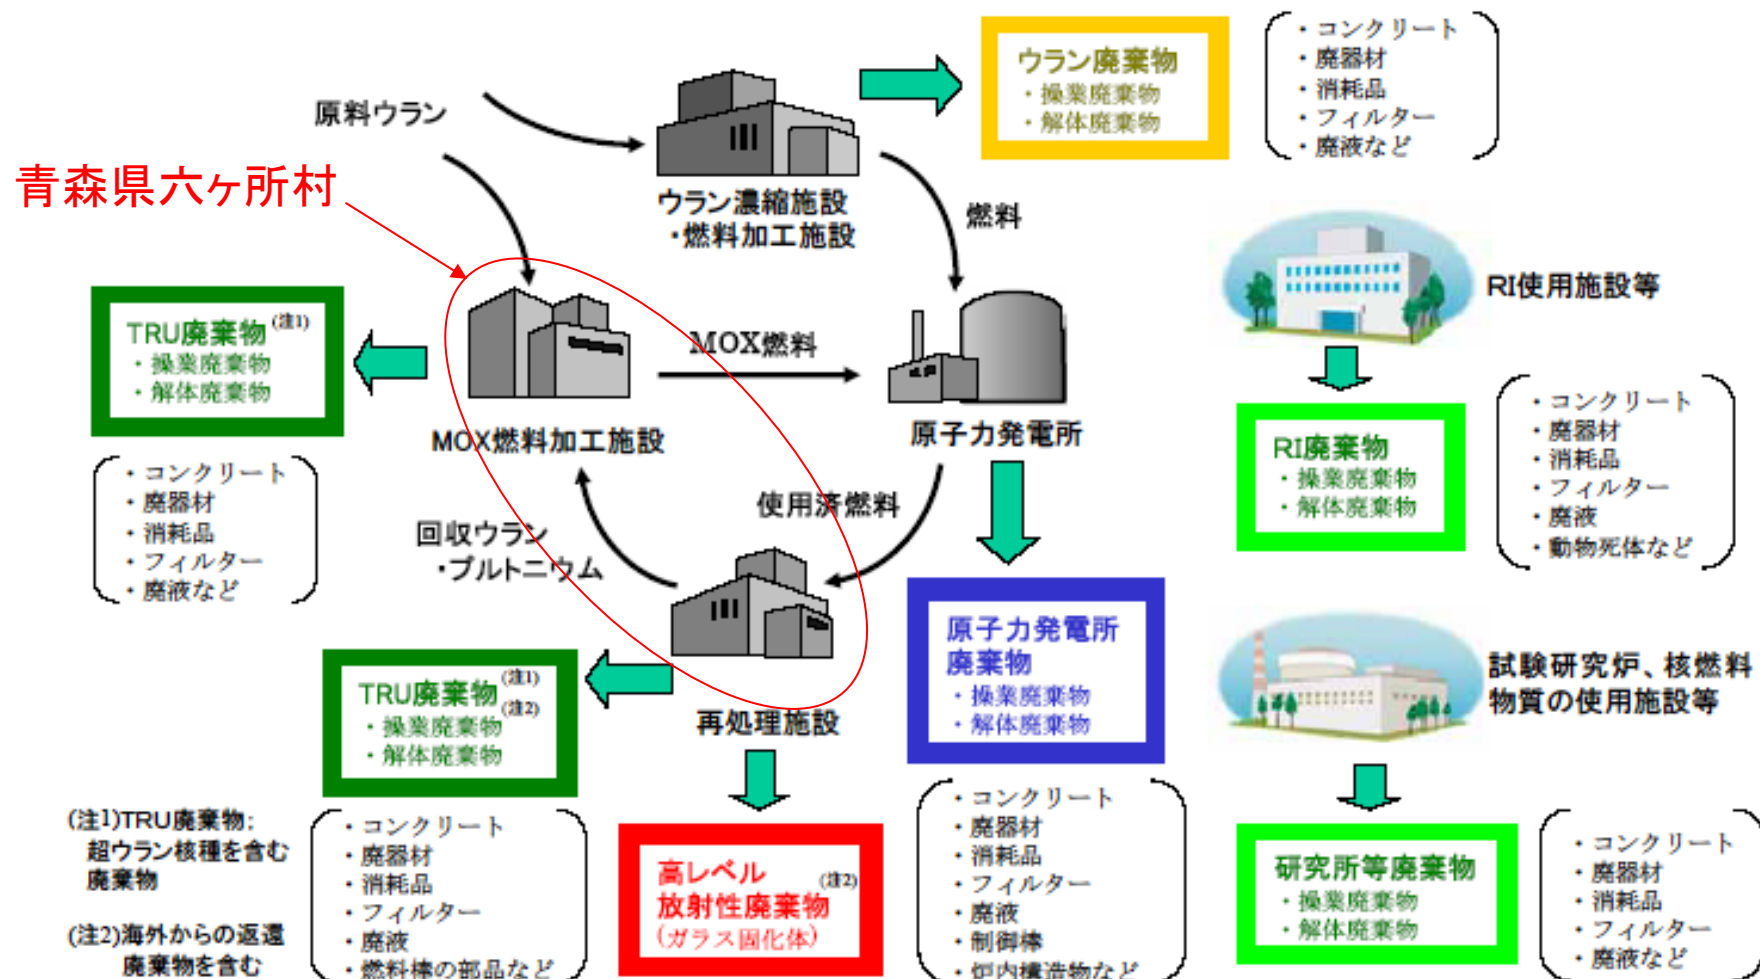 原料ウラン
青森県六ヶ所村
ウラン濃縮施設
・燃料加工施設
ウラン廃棄物
・操業廃棄物
・解体廃棄物
・コンクリート
・廃器材
・消耗品
・フィルター
・廃液など
燃料
RI使用施設等
TRU廃棄物(注1)
・操業廃棄物
・解体廃棄物
MOX燃料
MOX燃料加工施設
原子力発電所
・コンクリート
・廃器材
・消耗品
・フィルター
・廃液など
RI廃棄物
・操業廃棄物
・解体廃棄物
・コンクリート
・廃器材
・消耗品
・フィルター
・廃液
・動物死体など
使用済燃料
回収ウラン
・プルトニウム
再処理施設
TRU廃棄物(注1)
・操業廃棄物(注2)
・解体廃棄物
原子力発電所
廃棄物
・操業廃棄物
・解体廃棄物
試験研究炉、核燃料
物質の使用施設等
(注1)TRU廃棄物:
超ウラン核種を含む
廃棄物
(注2)海外からの返還
廃棄物を含む
・コンクリート
・廃器材
・消耗品
・フィルター
・廃液
・燃料棒の部品など
高レベル
放射性廃棄物(注2)
(ガラス固化体)
・コンクリート
・廃器材
・消耗品
・フィルター
・廃液
・制御棒
・炉内構造物など
研究所等廃棄物
・操業廃棄物
・解体廃棄物
・コンクリート
・廃器材
・消耗品
・フィルター
・廃液など